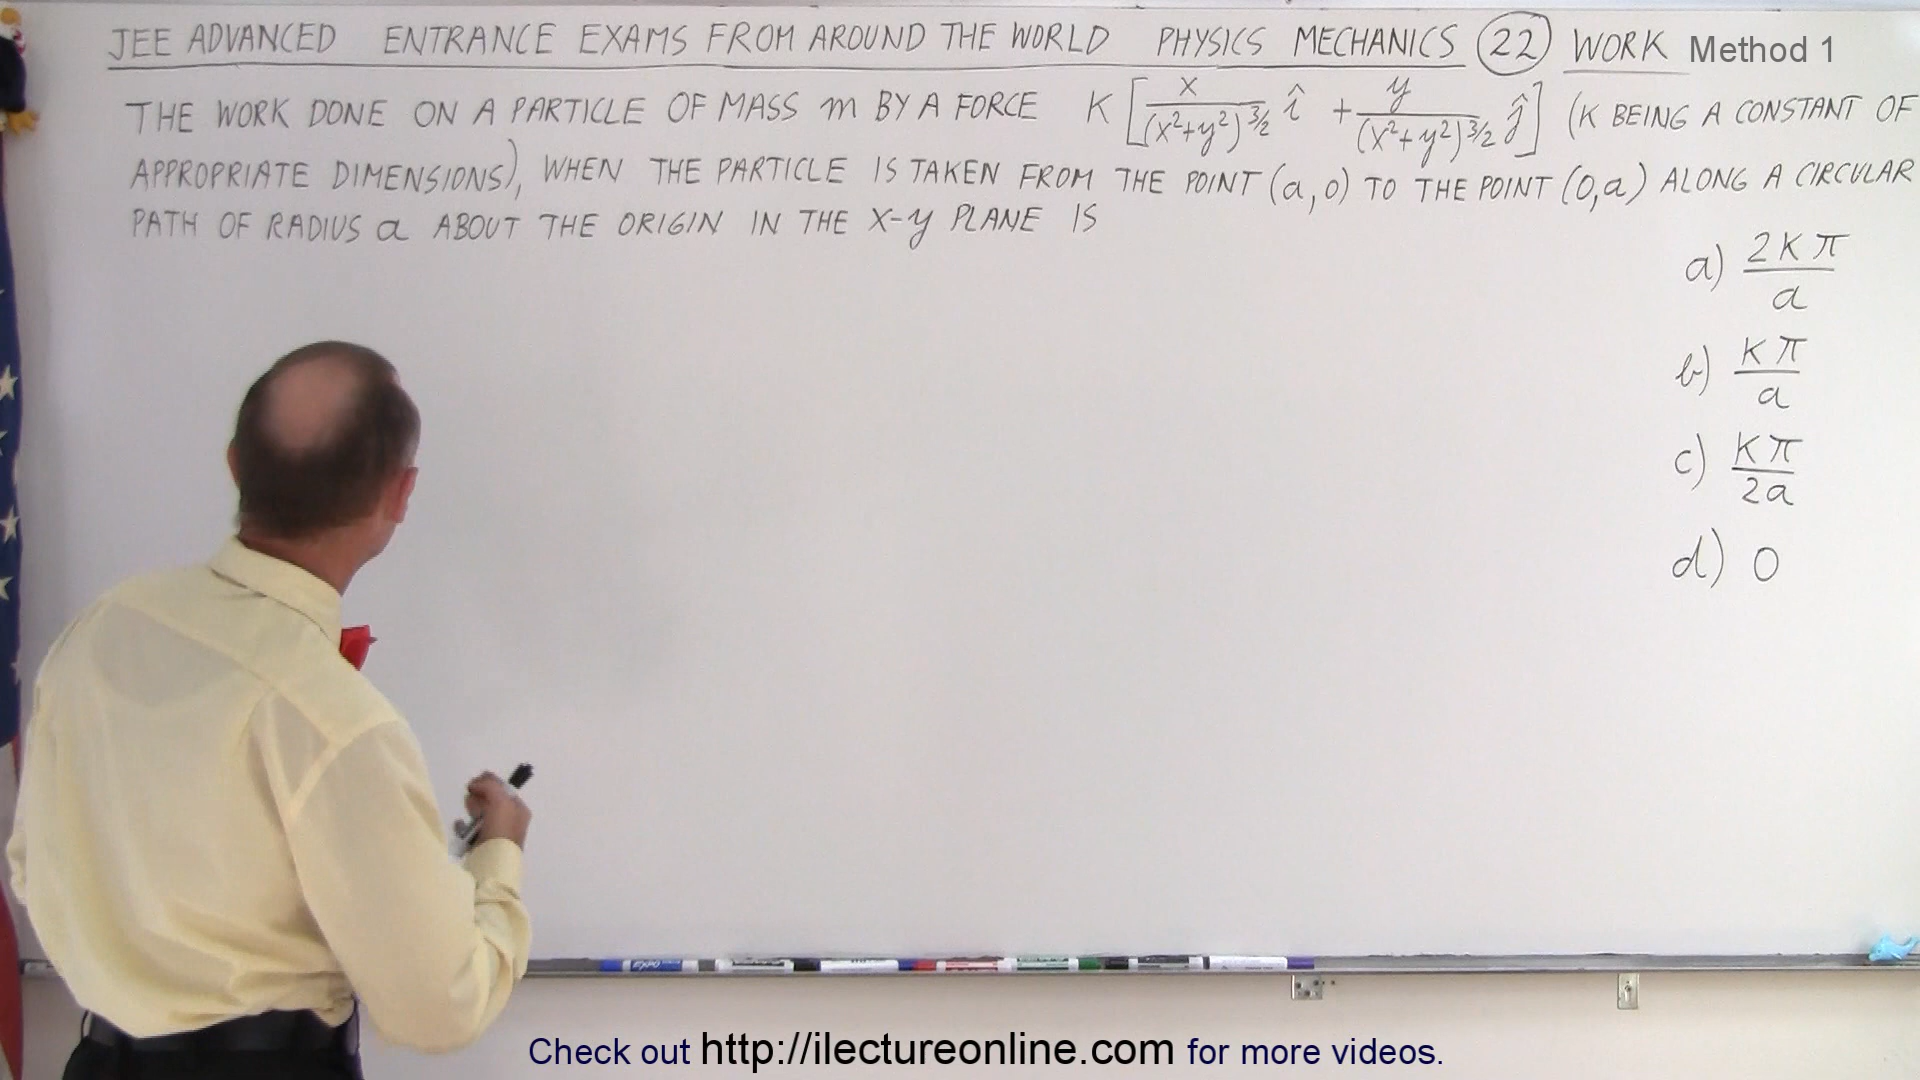 JEE ADVANCED ENTRANCE EXAMS FROM AROUND THE WORLD PHYSICS MECHANICS 22 WORK Method 1
THE WORK DONE ON A PARTICLE OF MASS m BY A FORCE K [ x/(x²+y²)^3/2 î + y/(x²+y²)^3/2 ĵ ] (K BEING A CONSTANT OF
APPROPRIATE DIMENSIONS), WHEN THE PARTICLE IS TAKEN FROM THE POINT (a,0) TO THE POINT (0,a) ALONG A CIRCULAR
PATH OF RADIUS a ABOUT THE ORIGIN IN THE X-y PLANE IS
a) 2Kπ/a
b) Kπ/a
c) Kπ/2a
d) 0
EXPO
Check out http://ilectureonline.com for more videos.